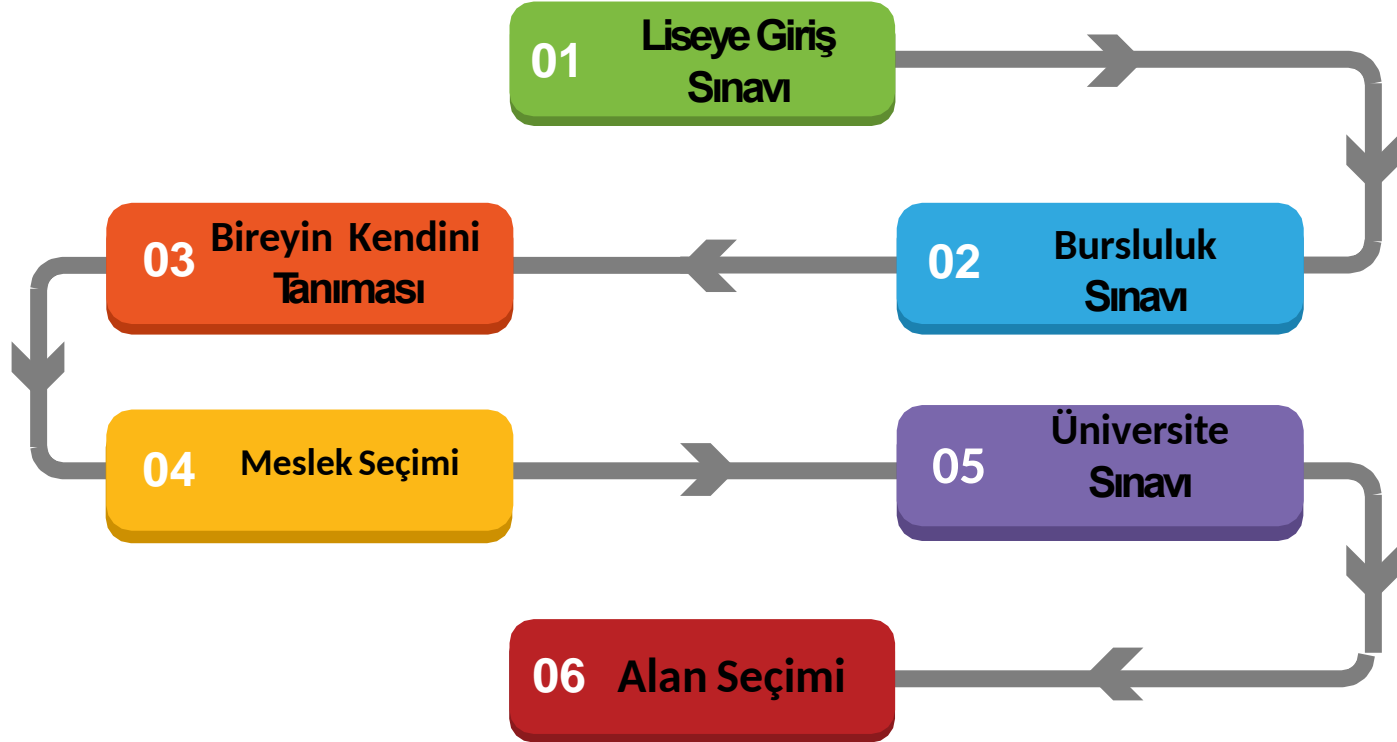 01 Liseye Giriş
Sınavı
02 Bursluluk
Sınavı
03 Bireyin Kendini
Tanıması
04 Meslek Seçimi
05 Üniversite
Sınavı
06 Alan Seçimi